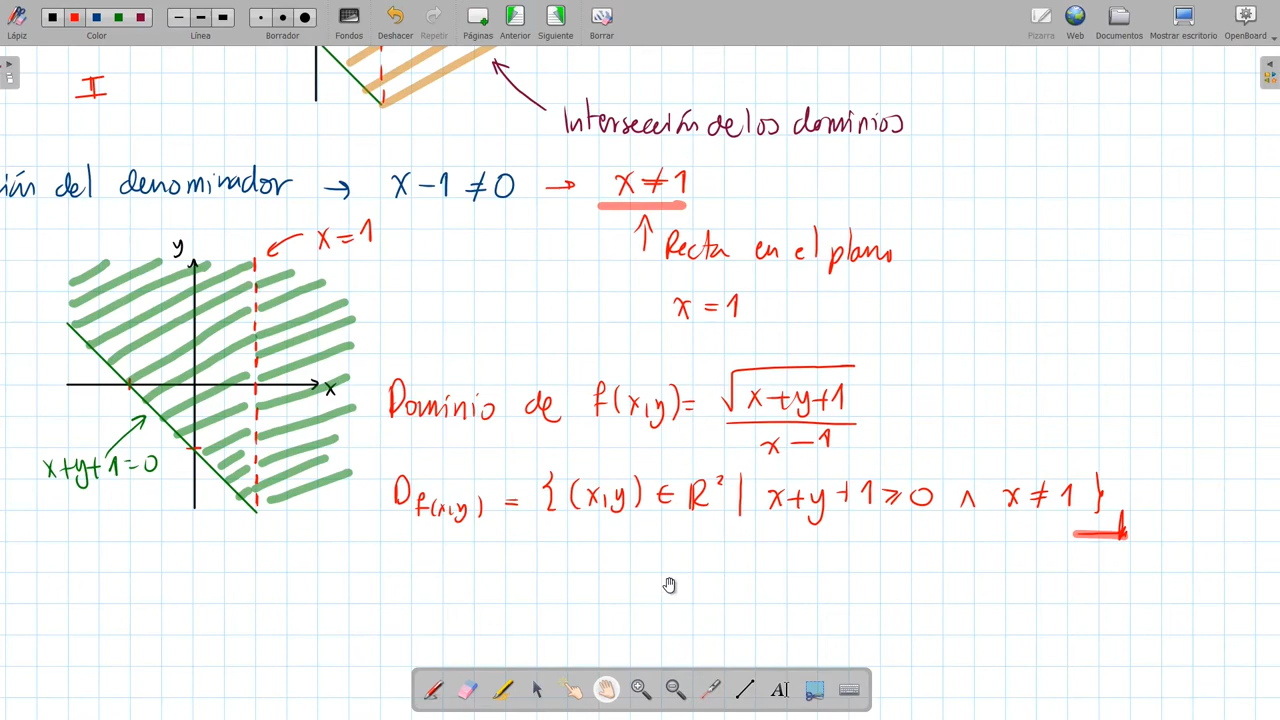 Lápiz Color Línea Borrador Fondos Deshacer Repetir Páginas Anterior Siguiente Borrar Pizarra Web Documentos Mostrar escritorio OpenBoard
I
Intersección de los dominios
ión del denominador → x-1 ≠ 0 → x ≠ 1
y
x = 1
Recta en el plano
x = 1
x
Dominio de f(x,y) = √(x+y+1) / (x-1)
x+y+1=0
D f(x,y) = {(x,y) ∈ ℝ² | x+y+1 ⩾ 0 ∧ x ≠ 1}